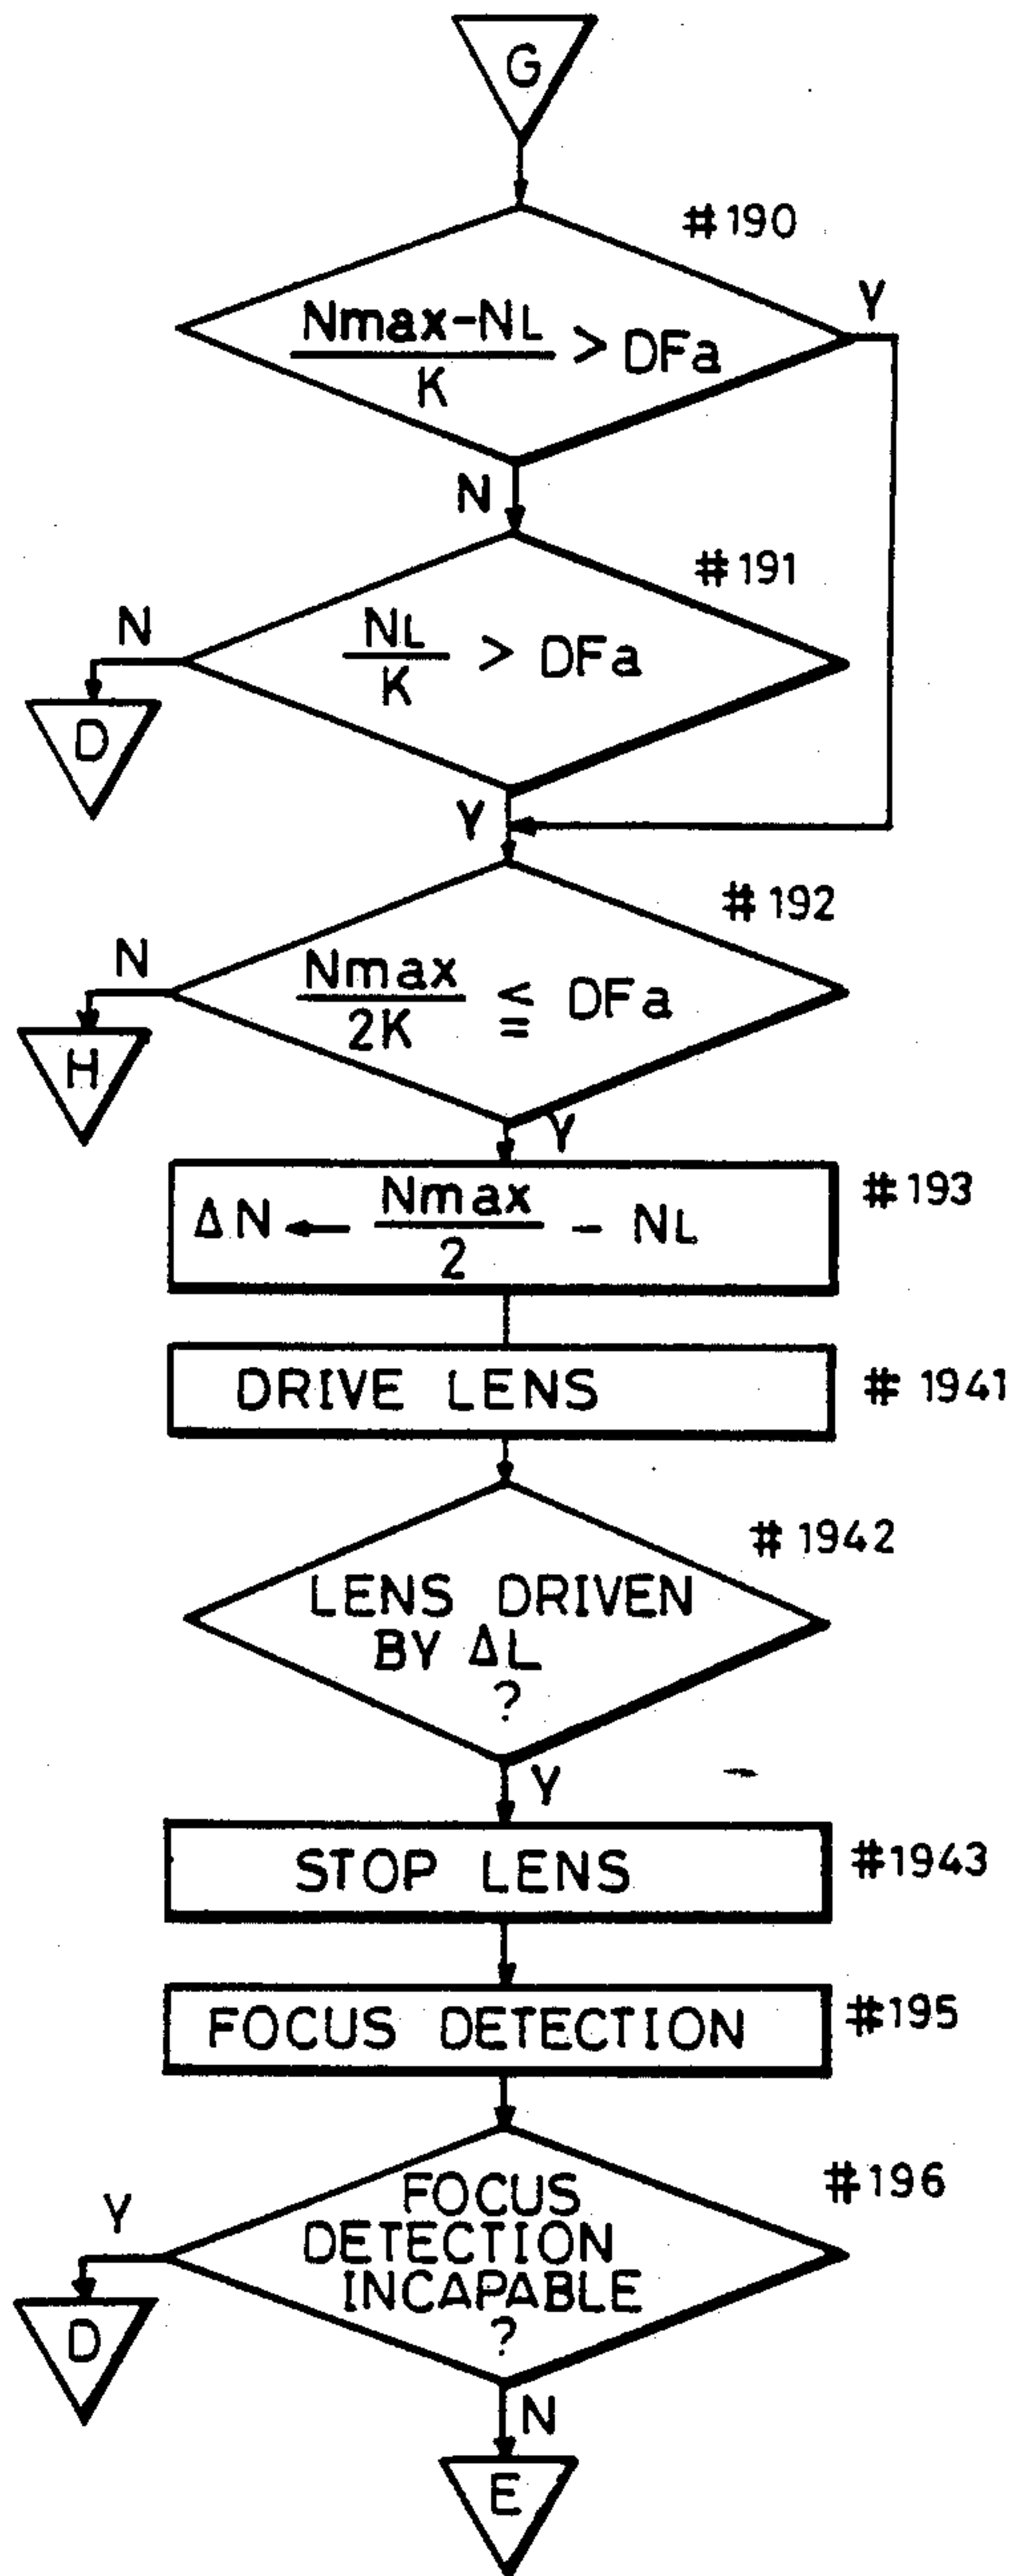 G
#190
Nmax-NL
K
> DFa
Y
N
#191
NL
K
> DFa
N
D
Y
#192
Nmax
2K
≦ DFa
N
H
Y
#193
ΔN ← Nmax
2
- NL
DRIVE LENS
# 1941
# 1942
LENS DRIVEN
BY ΔL
?
Y
STOP LENS
#1943
FOCUS DETECTION
#195
#196
FOCUS
DETECTION
INCAPABLE
?
Y
D
N
E